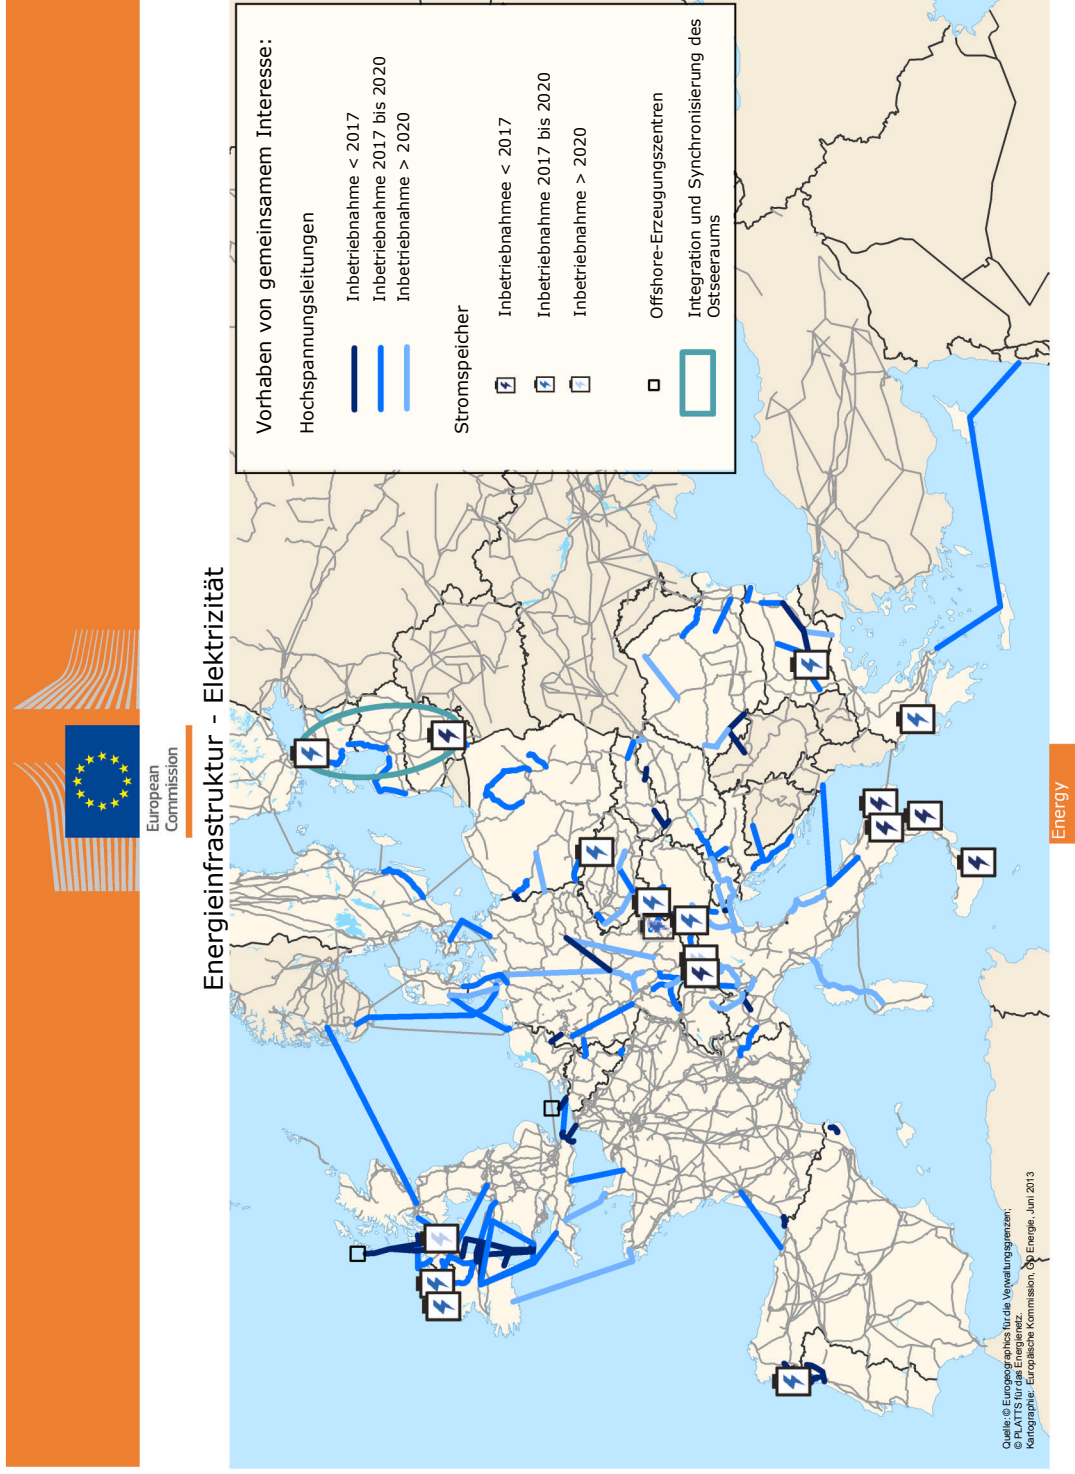 European
Commission
Energieinfrastruktur - Elektrizität
Vorhaben von gemeinsamem Interesse:
Hochspannungsleitungen
Inbetriebnahme < 2017
Inbetriebnahme 2017 bis 2020
Inbetriebnahme > 2020
Stromspeicher
Inbetriebnahmee < 2017
Inbetriebnahme 2017 bis 2020
Inbetriebnahme > 2020
Offshore-Erzeugungszentren
Integration und Synchronisierung des
Ostseeraums
Quelle: © Eurogeographics für die Verwaltungsgrenzen;
© PLATTS für das Energienetz.
Kartographie: Europäische Kommission, GD Energie, Juni 2013
Energy